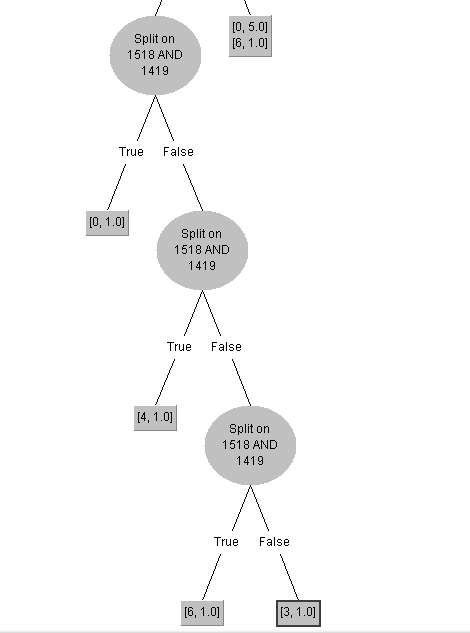 [0, 5.0]
[6, 1.0]
Split on
1518 AND
1419
True
False
[0, 1.0]
Split on
1518 AND
1419
True
False
[4, 1.0]
Split on
1518 AND
1419
True
False
[6, 1.0]
[3, 1.0]